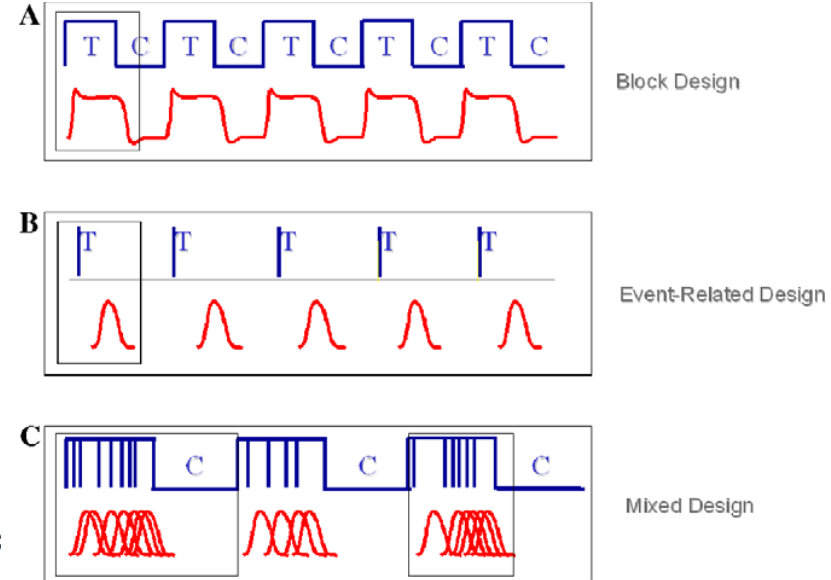 A
T C T C T C T C T C
Block Design
B
T T T T T
Event-Related Design
C
C C C
Mixed Design